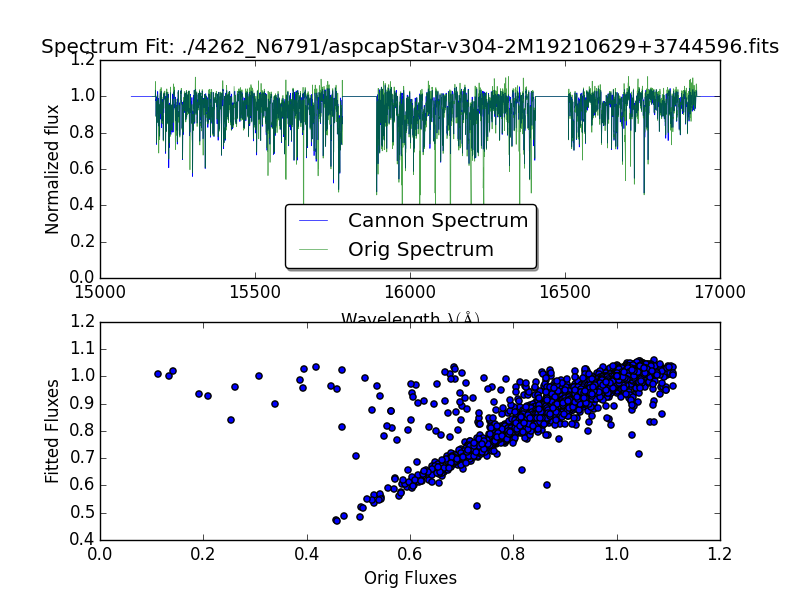 Spectrum Fit: ./4262_N6791/aspcapStar-v304-2M19210629+3744596.fits
1.2
1.0
0.8
0.6
0.4
0.2
0.0
Normalized flux
Cannon Spectrum
Orig Spectrum
15000 15500 16000 16500 17000
Wavelength λ(Å)
1.2
1.1
1.0
0.9
0.8
0.7
0.6
0.5
0.4
Fitted Fluxes
0.0 0.2 0.4 0.6 0.8 1.0 1.2
Orig Fluxes